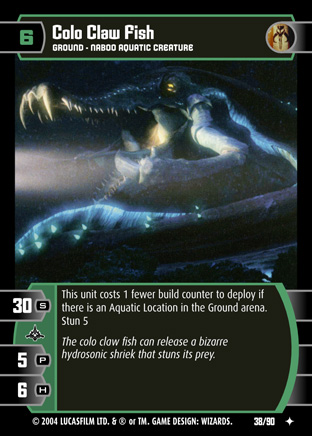 6 Colo Claw Fish
GROUND • NABOO AQUATIC CREATURE
30 S
5 P
6 H
This unit costs 1 fewer build counter to deploy if
there is an Aquatic Location in the Ground arena.
Stun 5
The colo claw fish can release a bizarre
hydrosonic shriek that stuns its prey.
© 2004 LUCASFILM LTD. & ® or TM. GAME DESIGN: WIZARDS. 38/90